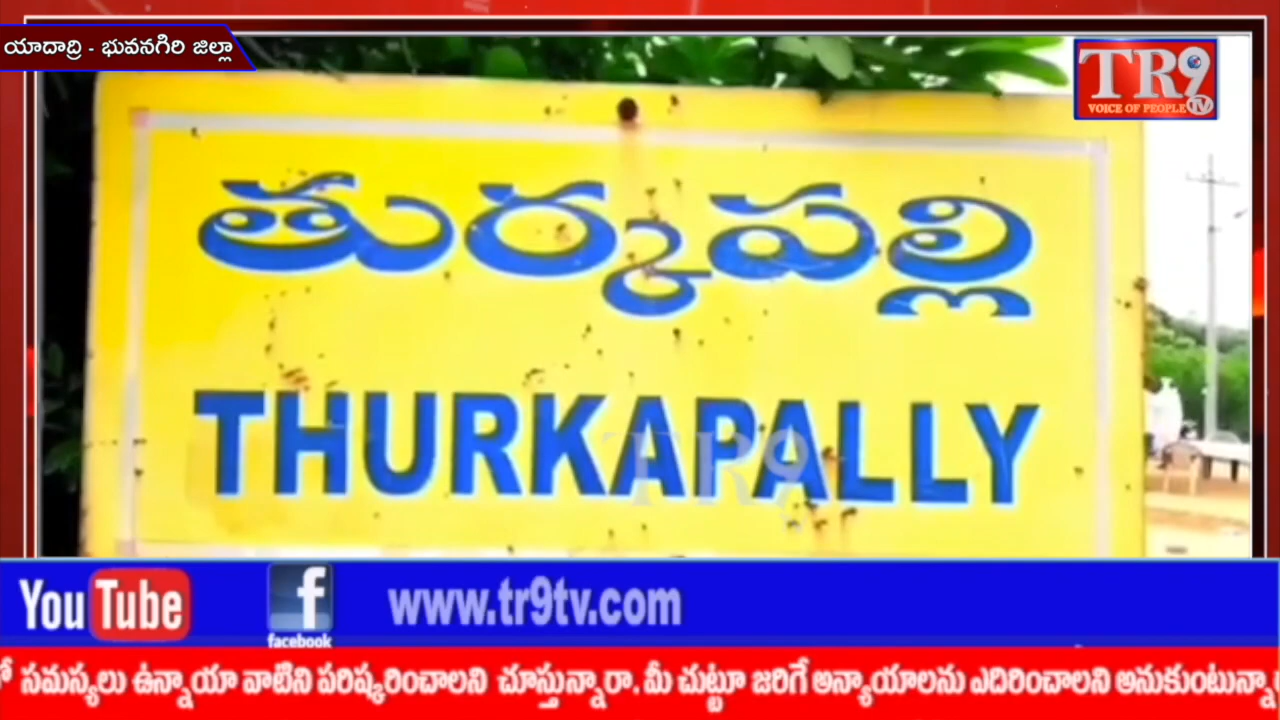 యాదాద్రి - భువనగిరి జిల్లా
TR9
TV
VOICE OF PEOPLE
తుర్కపల్లి
THURKAPALLY
TR9
YouTube
f
facebook
www.tr9tv.com
సమస్యలు ఉన్నాయా వాటిని పరిష్కరించాలని చూస్తున్నారా. మీ చుట్టూ జరిగే అన్యాయాలను ఎదిరించాలని